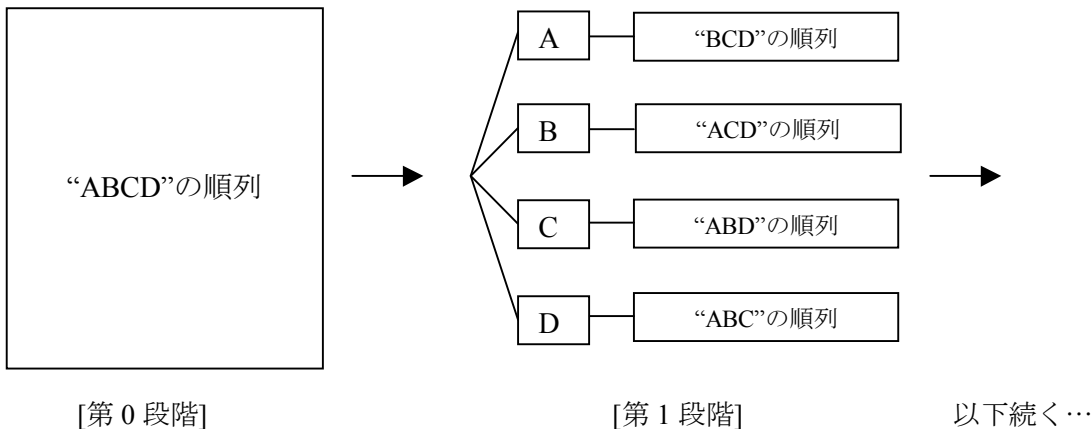 “ABCD”の順列
A
“BCD”の順列
B
“ACD”の順列
C
“ABD”の順列
D
“ABC”の順列
[第 0 段階]
[第 1 段階]
以下続く…